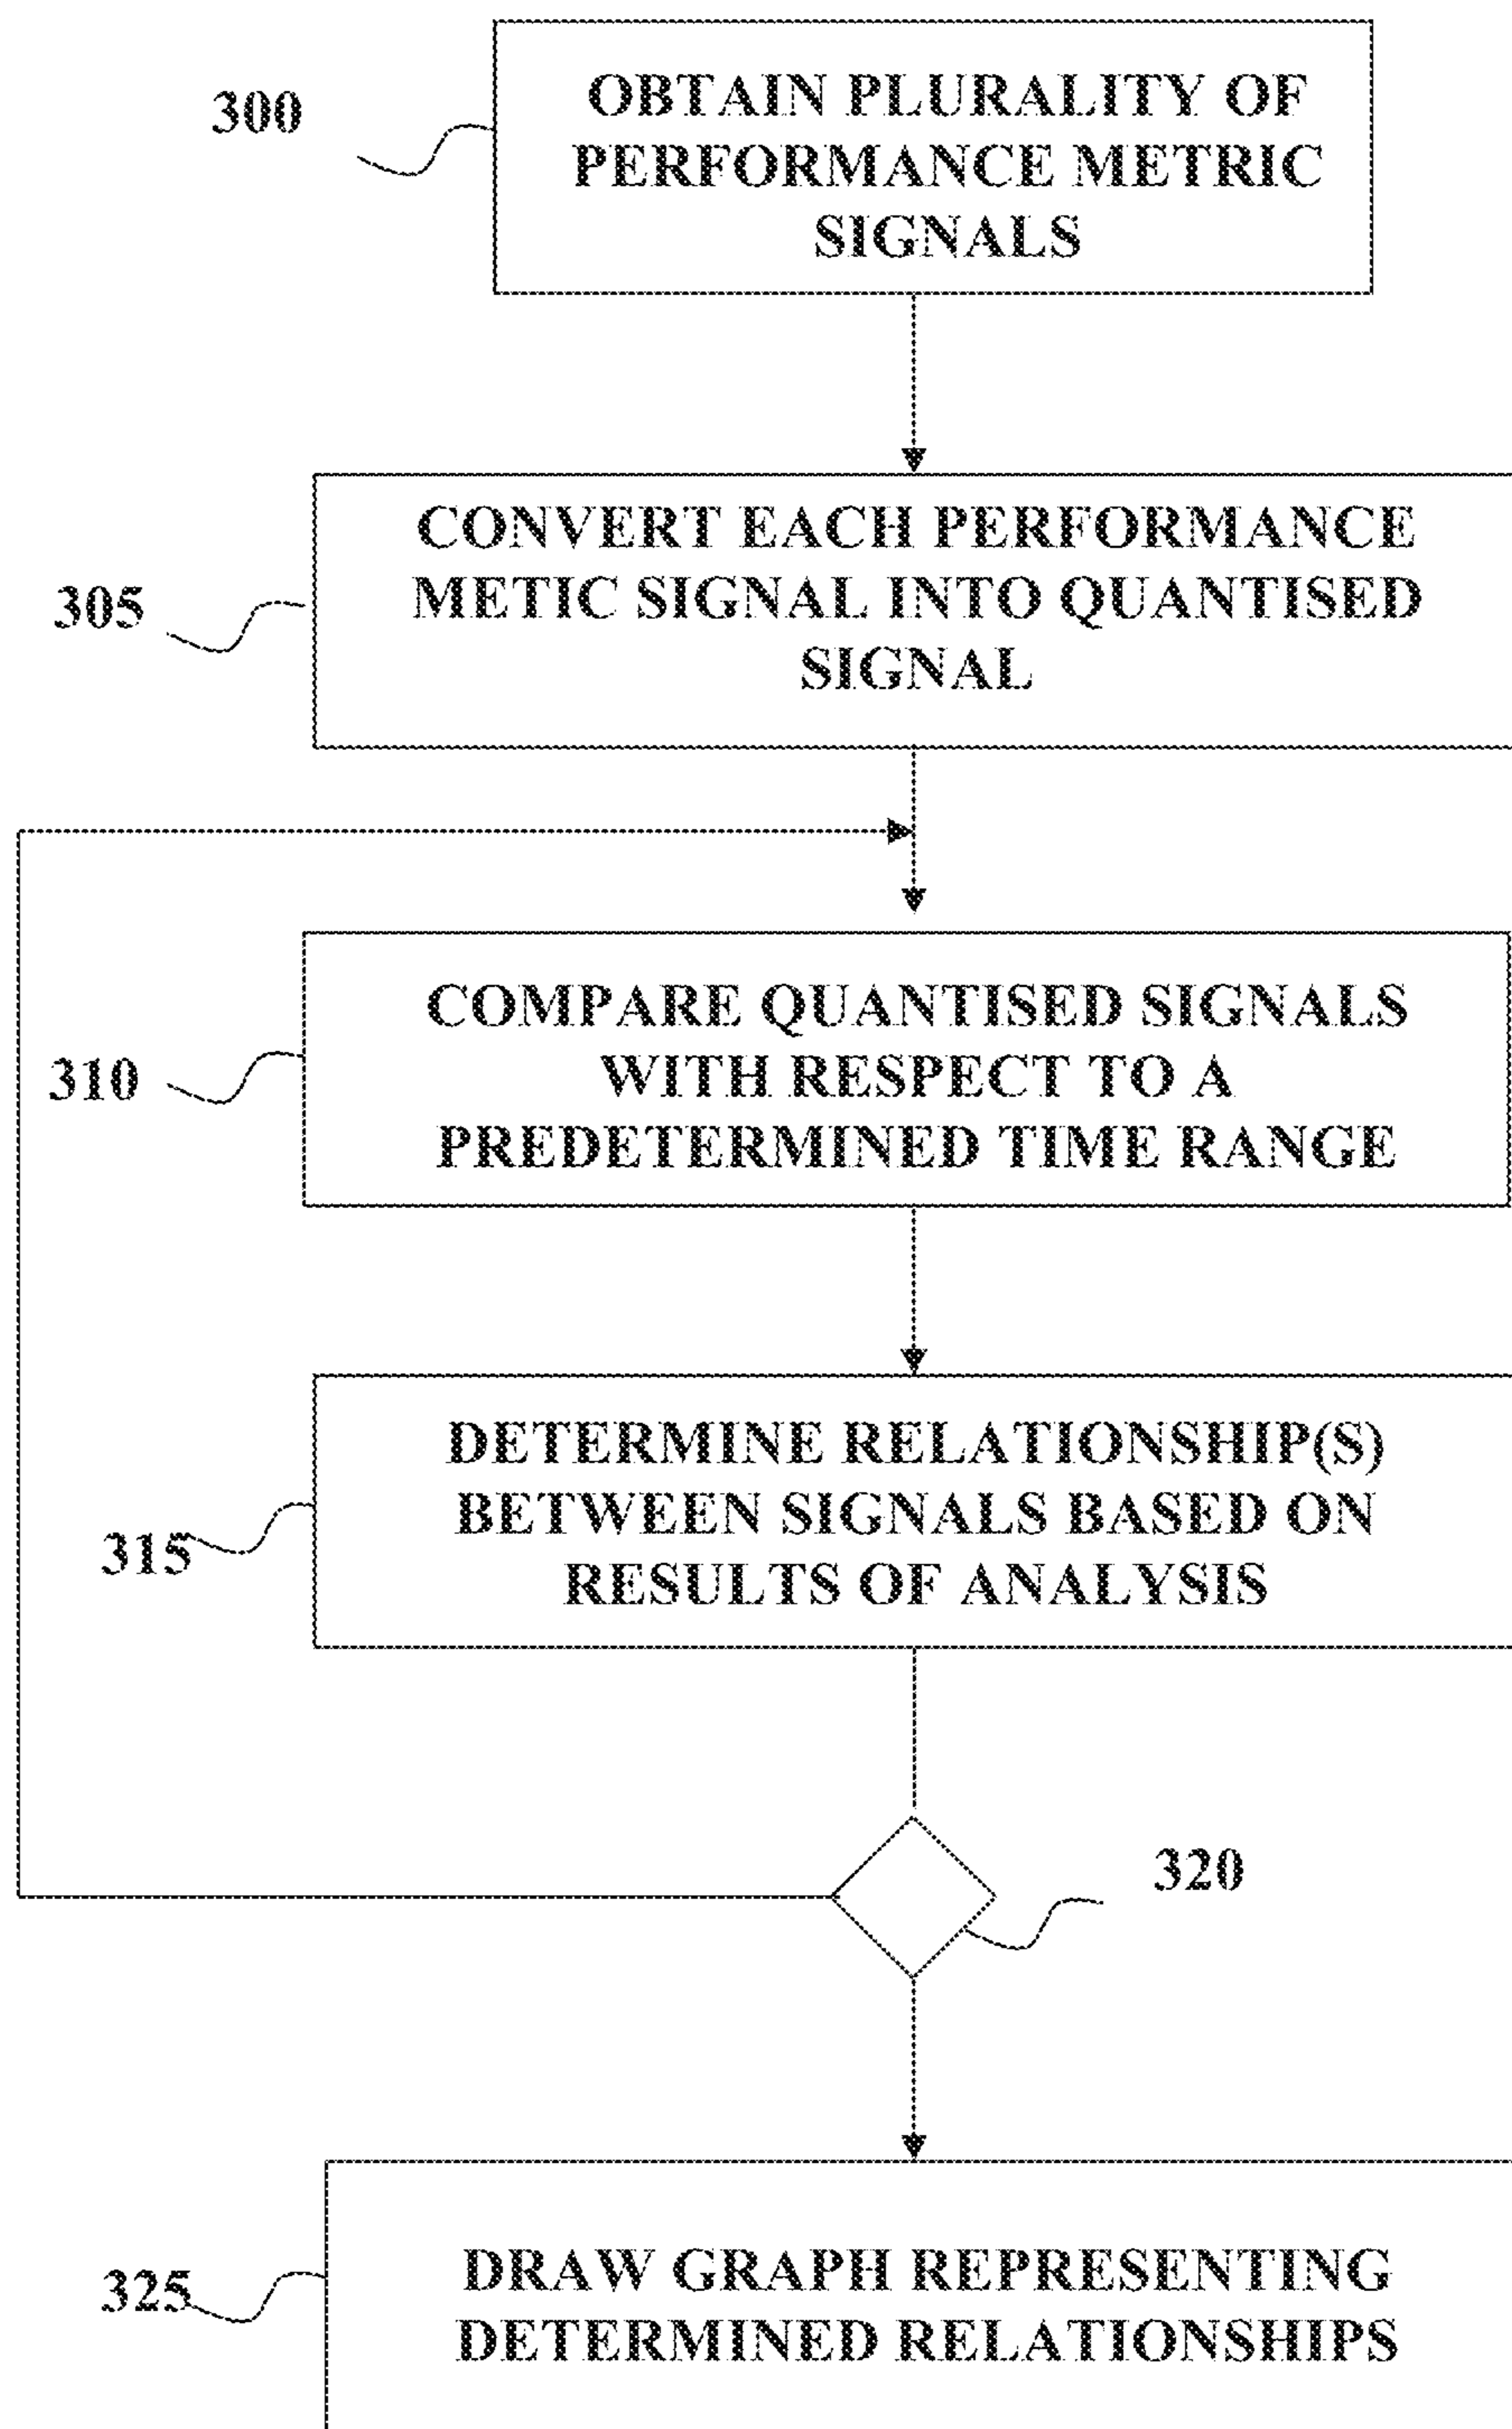 300
OBTAIN PLURALITY OF
PERFORMANCE METRIC
SIGNALS
305
CONVERT EACH PERFORMANCE
METIC SIGNAL INTO QUANTISED
SIGNAL
310
COMPARE QUANTISED SIGNALS
WITH RESPECT TO A
PREDETERMINED TIME RANGE
315
DETERMINE RELATIONSHIP(S)
BETWEEN SIGNALS BASED ON
RESULTS OF ANALYSIS
320
325
DRAW GRAPH REPRESENTING
DETERMINED RELATIONSHIPS